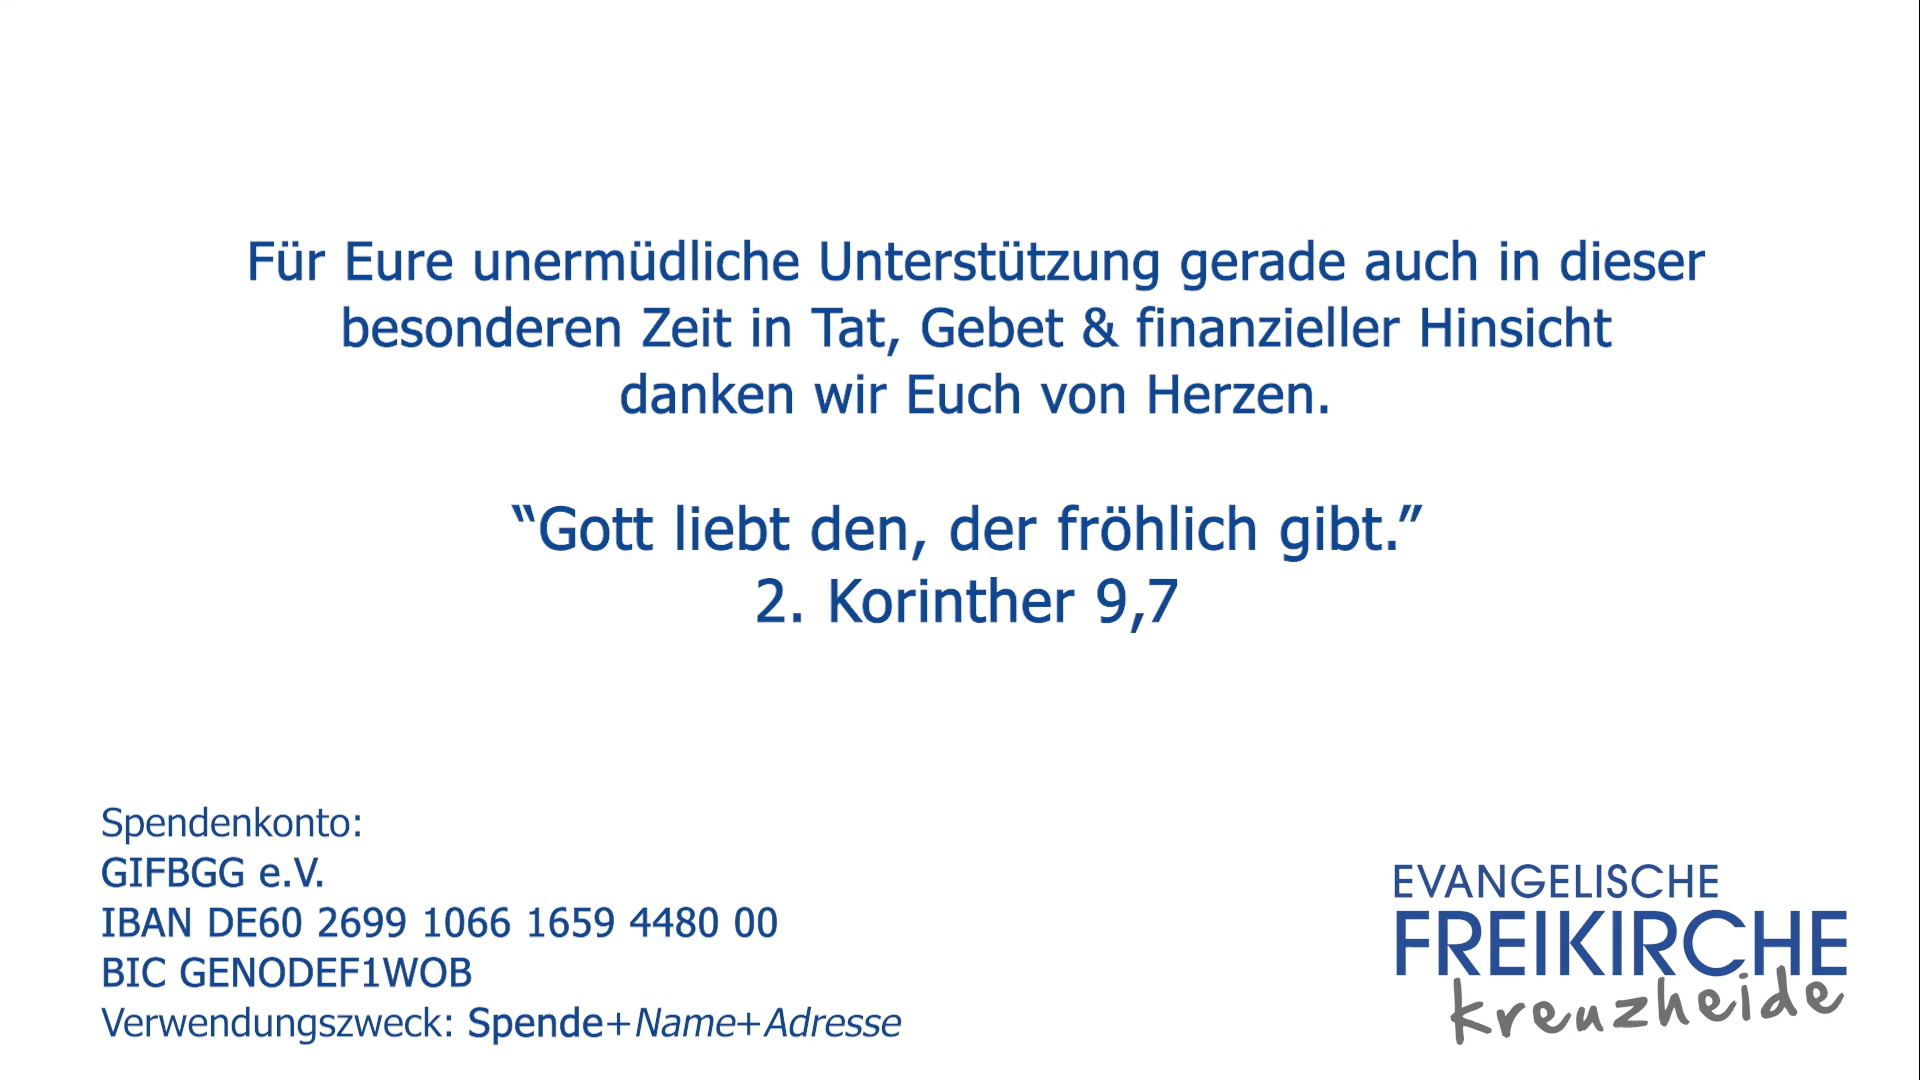 Für Eure unermüdliche Unterstützung gerade auch in dieser
besonderen Zeit in Tat, Gebet & finanzieller Hinsicht
danken wir Euch von Herzen.
“Gott liebt den, der fröhlich gibt.”
2. Korinther 9,7
Spendenkonto:
GIFBGG e.V.
IBAN DE60 2699 1066 1659 4480 00
BIC GENODEF1WOB
Verwendungszweck: Spende+Name+Adresse
EVANGELISCHE
FREIKIRCHE
kreuzheide